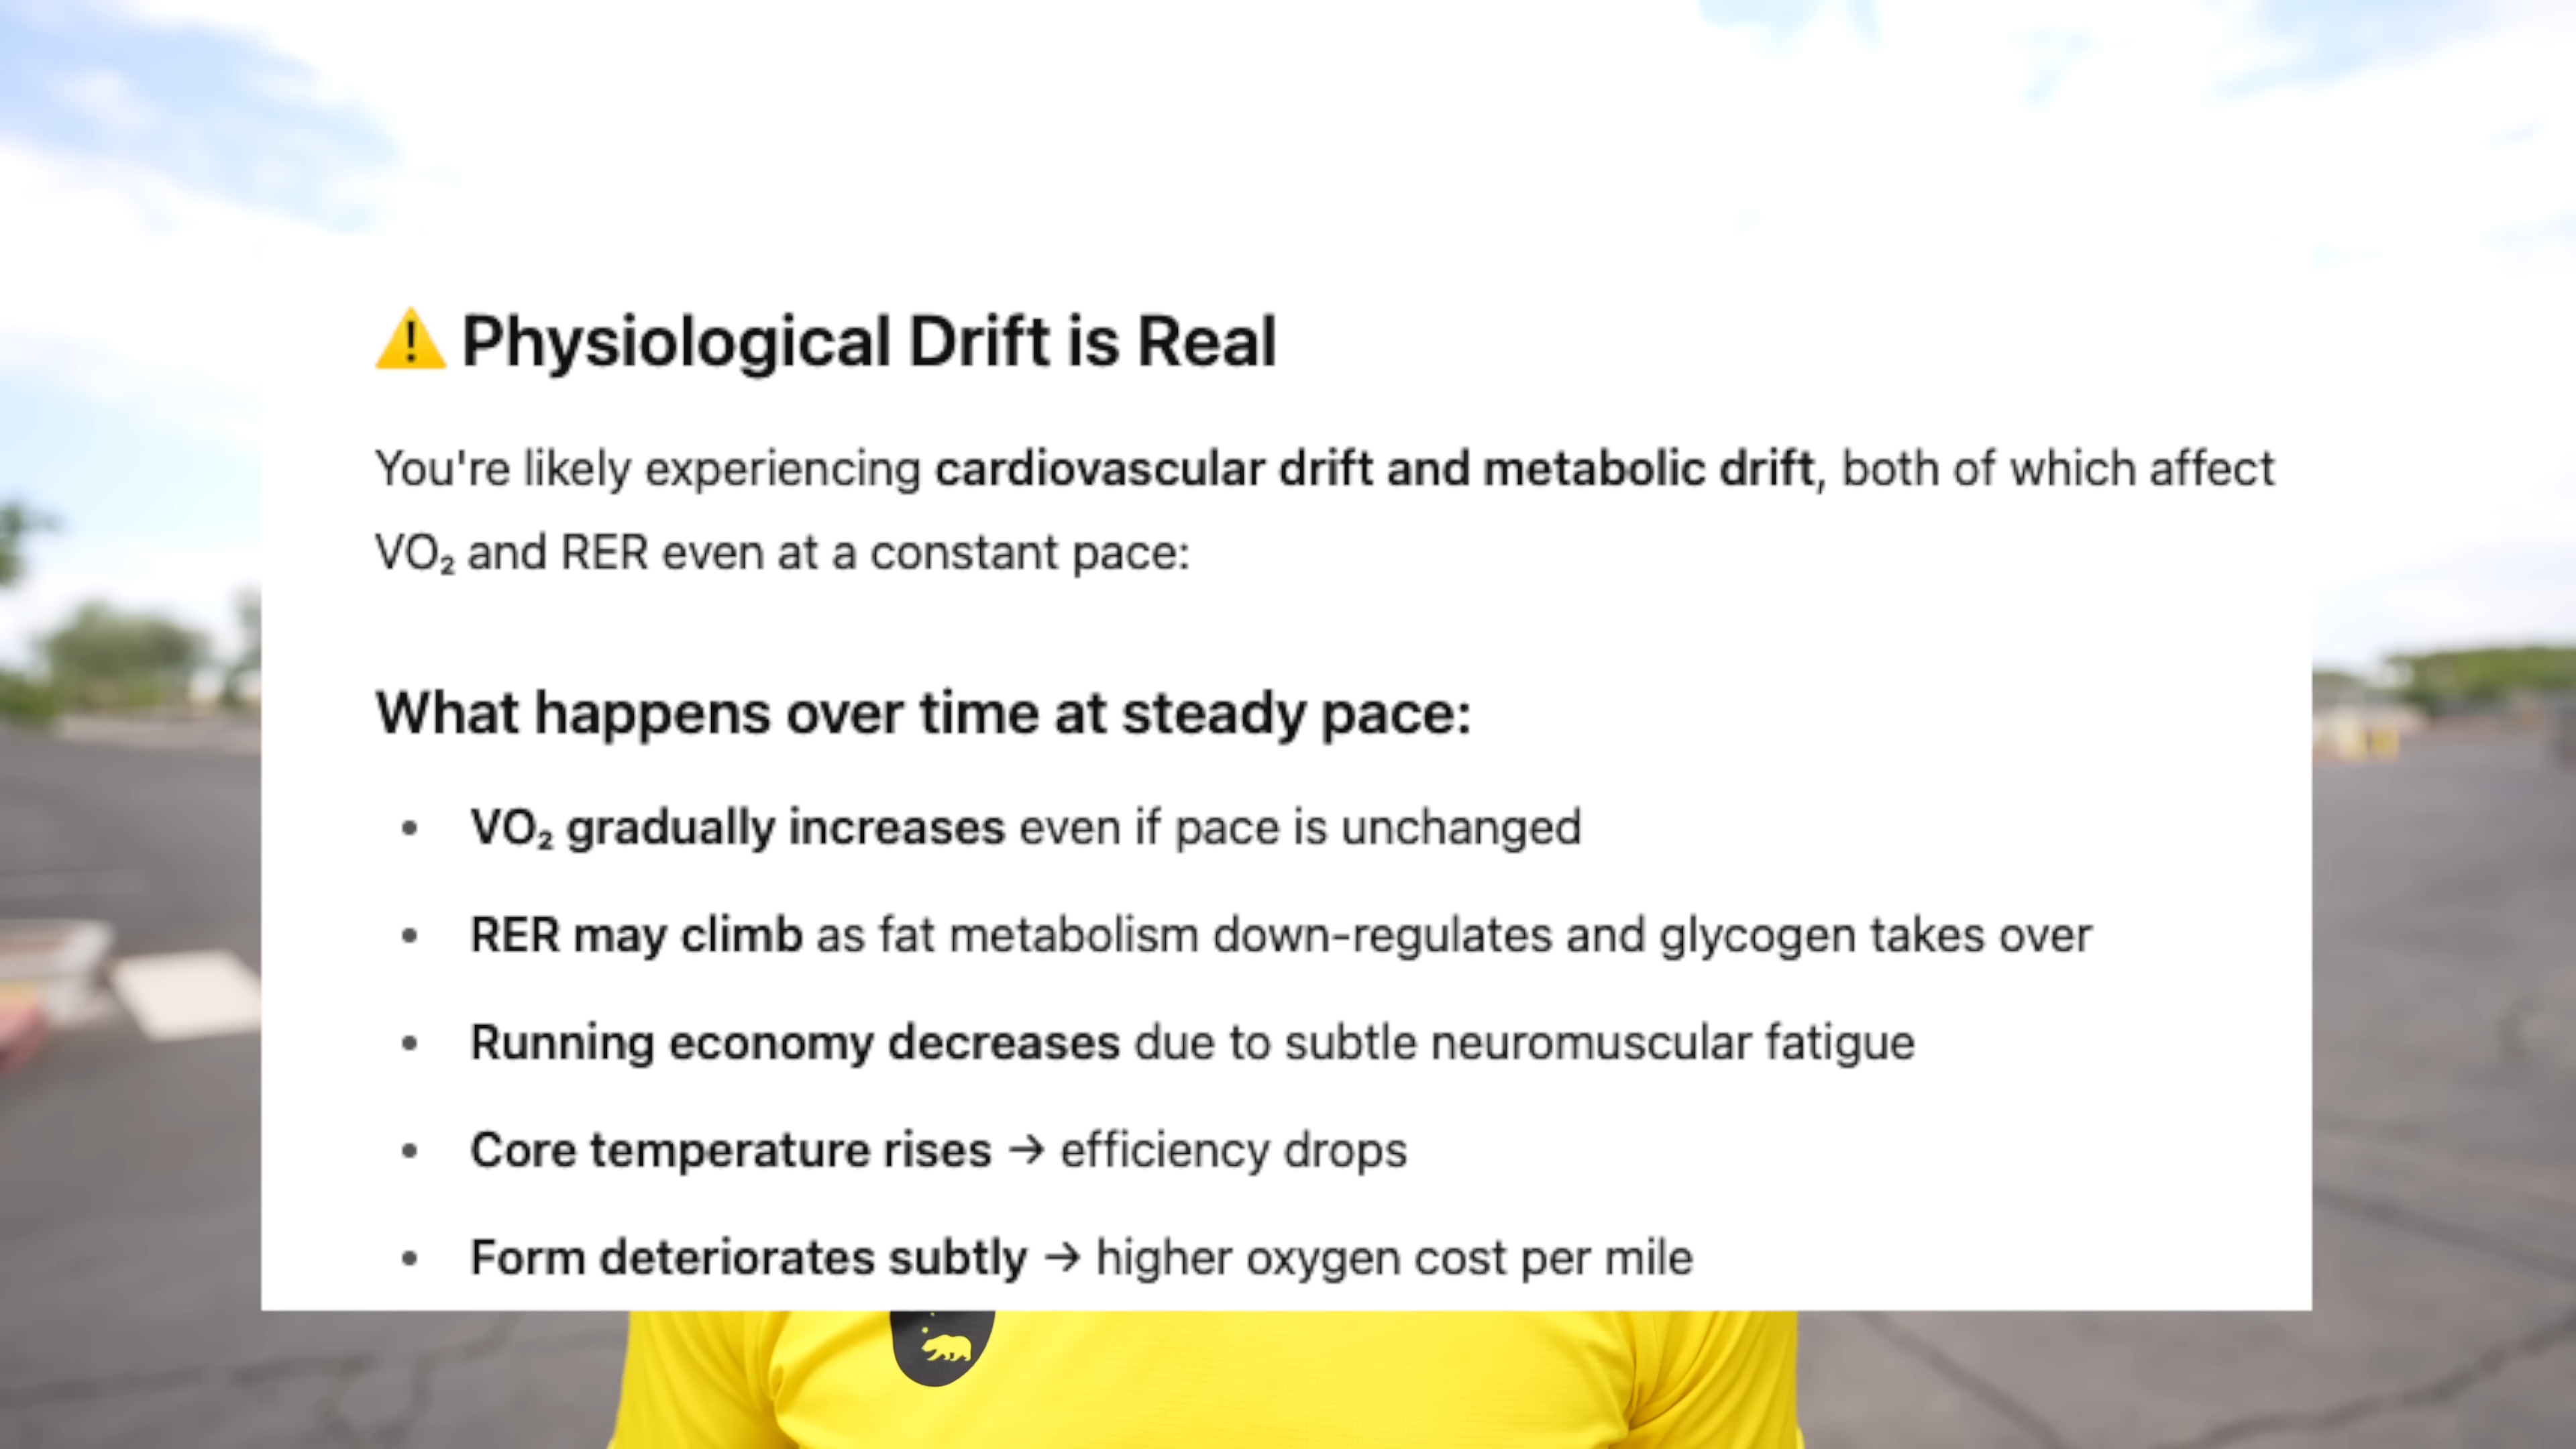 ⚠️ Physiological Drift is Real
You're likely experiencing cardiovascular drift and metabolic drift, both of which affect
VO₂ and RER even at a constant pace:
What happens over time at steady pace:
• VO₂ gradually increases even if pace is unchanged
• RER may climb as fat metabolism down-regulates and glycogen takes over
• Running economy decreases due to subtle neuromuscular fatigue
• Core temperature rises → efficiency drops
• Form deteriorates subtly → higher oxygen cost per mile